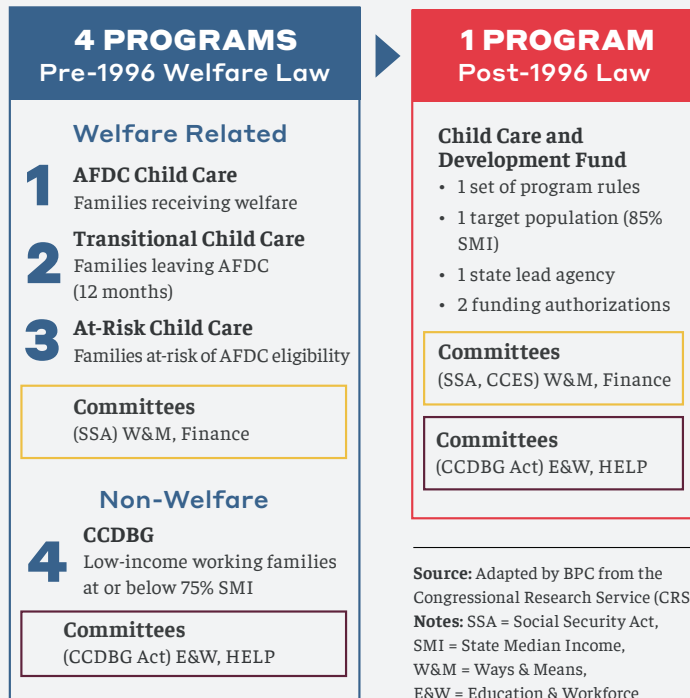 4 PROGRAMS
Pre-1996 Welfare Law
Welfare Related
1
AFDC Child Care
Families receiving welfare
2
Transitional Child Care
Families leaving AFDC
(12 months)
3
At-Risk Child Care
Families at-risk of AFDC eligibility
Committees
(SSA) W&M, Finance
Non-Welfare
4
CCDBG
Low-income working families
at or below 75% SMI
Committees
(CCDBG Act) E&W, HELP
1 PROGRAM
Post-1996 Law
Child Care and
Development Fund
• 1 set of program rules
• 1 target population (85%
SMI)
• 1 state lead agency
• 2 funding authorizations
Committees
(SSA, CCES) W&M, Finance
Committees
(CCDBG Act) E&W, HELP
Source: Adapted by BPC from the
Congressional Research Service (CRS
Notes: SSA = Social Security Act,
SMI = State Median Income,
W&M = Ways & Means,
E&W = Education & Workforce